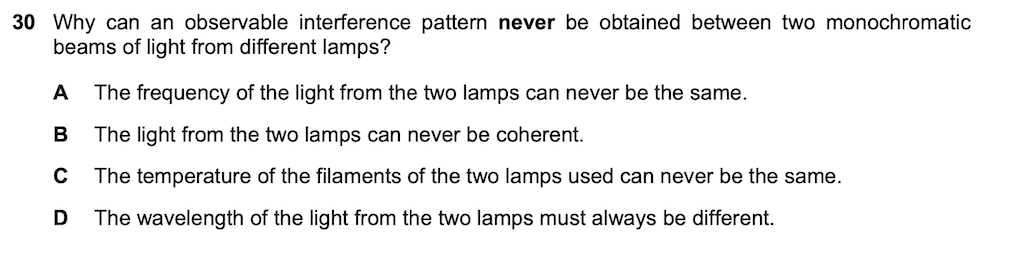 30 Why can an observable interference pattern never be obtained between two monochromatic
beams of light from different lamps?
A The frequency of the light from the two lamps can never be the same.
B The light from the two lamps can never be coherent.
C The temperature of the filaments of the two lamps used can never be the same.
D The wavelength of the light from the two lamps must always be different.